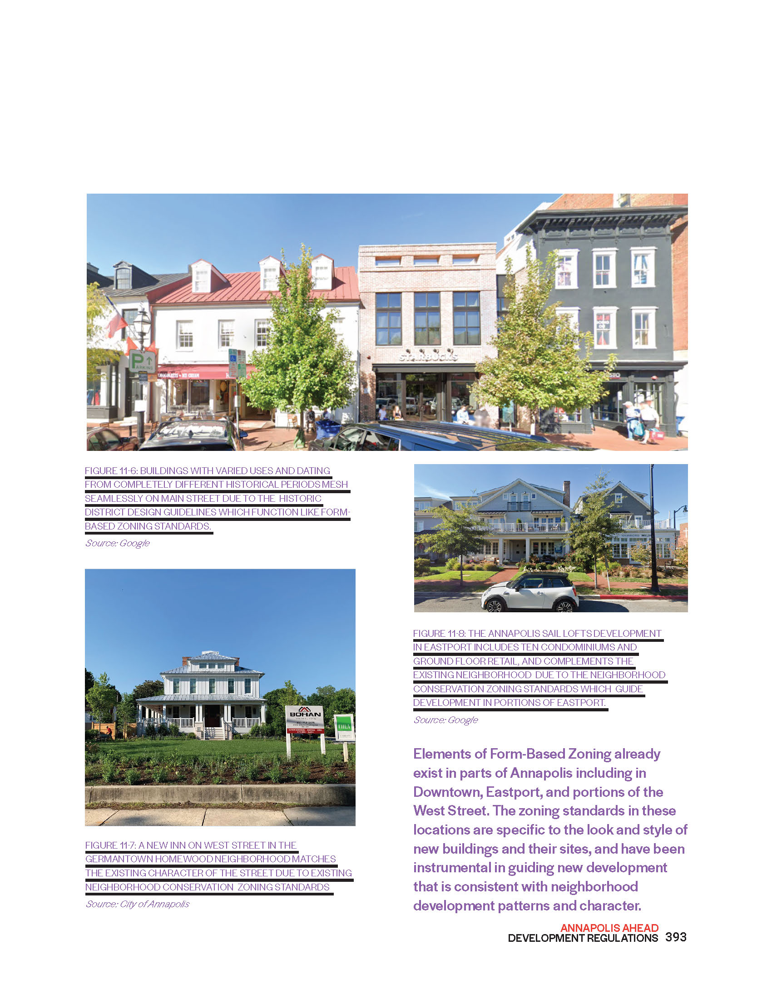 PARKING
CHOCOLATES • ICE CREAM
STARBUCKS
FIGURE 11-6: BUILDINGS WITH VARIED USES AND DATING
FROM COMPLETELY DIFFERENT HISTORICAL PERIODS MESH
SEAMLESSLY ON MAIN STREET DUE TO THE HISTORIC
DISTRICT DESIGN GUIDELINES WHICH FUNCTION LIKE FORM-
BASED ZONING STANDARDS.
Source: Google
BOHAN
FIGURE 11-7: A NEW INN ON WEST STREET IN THE
GERMANTOWN HOMEWOOD NEIGHBORHOOD MATCHES
THE EXISTING CHARACTER OF THE STREET DUE TO EXISTING
NEIGHBORHOOD CONSERVATION ZONING STANDARDS
Source: City of Annapolis
FIGURE 11-8: THE ANNAPOLIS SAIL LOFTS DEVELOPMENT
IN EASTPORT INCLUDES TEN CONDOMINIUMS AND
GROUND FLOOR RETAIL, AND COMPLEMENTS THE
EXISTING NEIGHBORHOOD DUE TO THE NEIGHBORHOOD
CONSERVATION ZONING STANDARDS WHICH GUIDE
DEVELOPMENT IN PORTIONS OF EASTPORT.
Source: Google
Elements of Form-Based Zoning already
exist in parts of Annapolis including in
Downtown, Eastport, and portions of the
West Street. The zoning standards in these
locations are specific to the look and style of
new buildings and their sites, and have been
instrumental in guiding new development
that is consistent with neighborhood
development patterns and character.
ANNAPOLIS AHEAD
DEVELOPMENT REGULATIONS 393